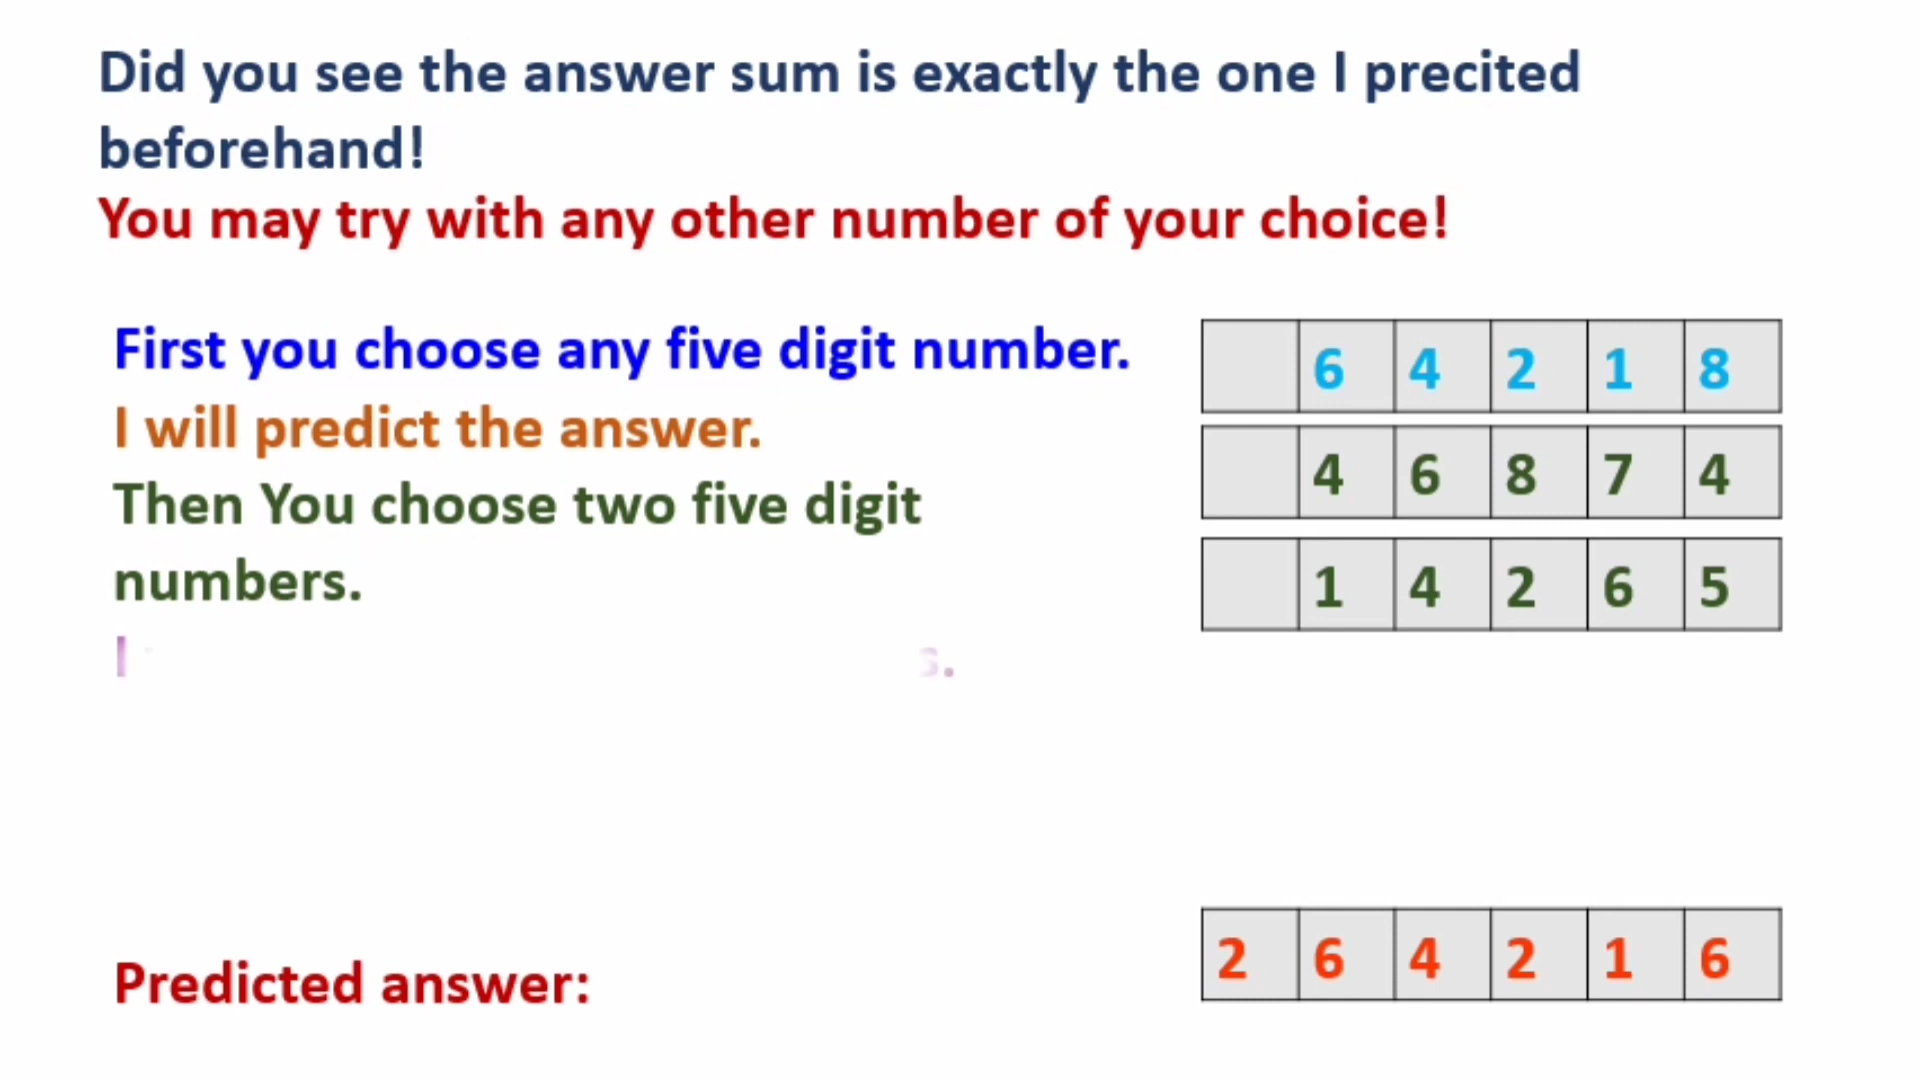 Did you see the answer sum is exactly the one I precited
beforehand!
You may try with any other number of your choice!
First you choose any five digit number.
6 4 2 1 8
I will predict the answer.
4 6 8 7 4
Then You choose two five digit
numbers.
1 4 2 6 5
I
Predicted answer:
2 6 4 2 1 6